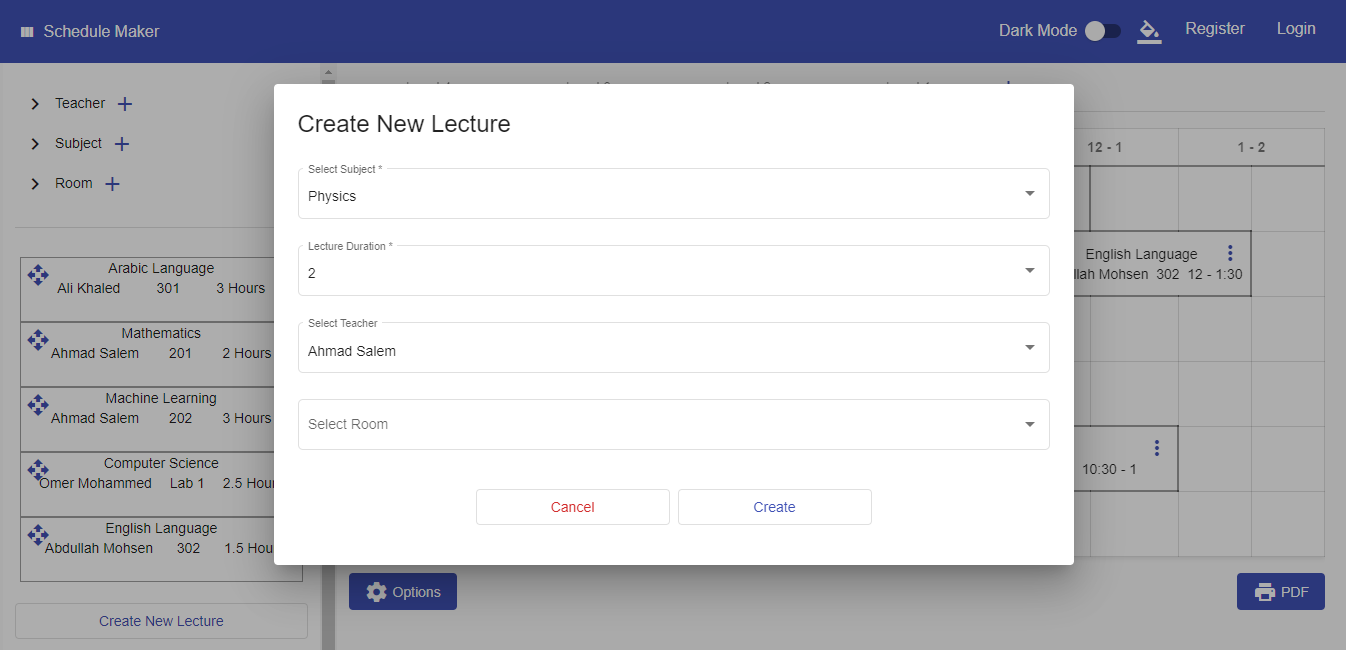 Schedule Maker
Dark Mode
Register
Login
Teacher
Subject
Room
Arabic Language
Ali Khaled 301 3 Hours
Mathematics
Ahmad Salem 201 2 Hours
Machine Learning
Ahmad Salem 202 3 Hours
Computer Science
Omer Mohammed Lab 1 2.5 Hou
English Language
Abdullah Mohsen 302 1.5 Hou
Create New Lecture
Create New Lecture
Select Subject *
Physics
Lecture Duration *
2
Select Teacher
Ahmad Salem
Select Room
Cancel
Create
12 - 1
1 - 2
English Language
llah Mohsen 302 12 - 1:30
10:30 - 1
Options
PDF